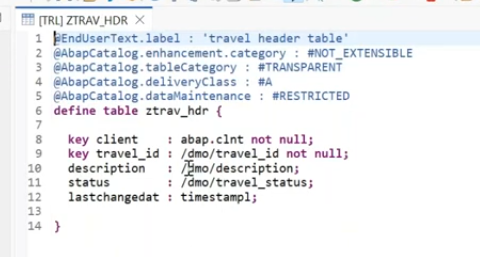 [TRL] ZTRAV_HDR
1 @EndUserText.label : 'travel header table'
2 @AbapCatalog.enhancement.category : #NOT_EXTENSIBLE
3 @AbapCatalog.tableCategory : #TRANSPARENT
4 @AbapCatalog.deliveryClass : #A
5 @AbapCatalog.dataMaintenance : #RESTRICTED
6 define table ztrav_hdr {
7
8 key client : abap.clnt not null;
9 key travel_id : /dmo/travel_id not null;
10 description : /dmo/description;
11 status : /dmo/travel_status;
12 lastchangedat : timestampl;
13
14 }